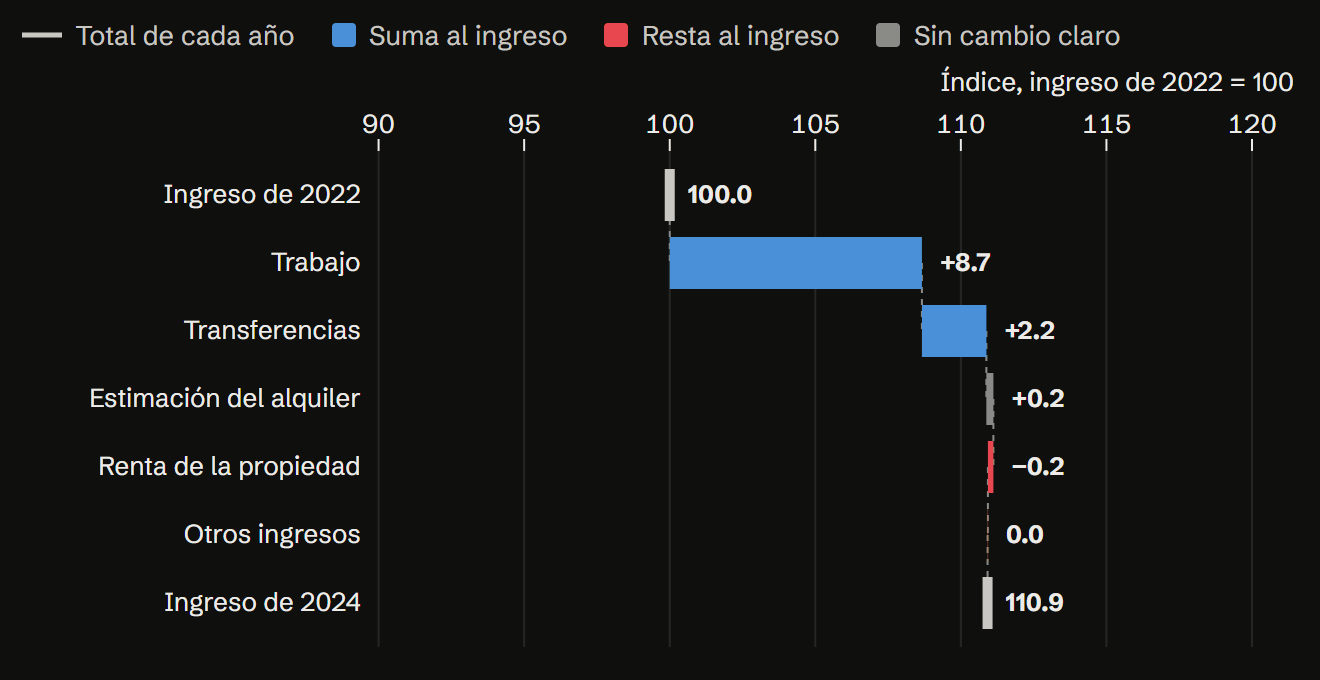 Total de cada año Suma al ingreso Resta al ingreso Sin cambio claro
Índice, ingreso de 2022 = 100
90 95 100 105 110 115 120
Ingreso de 2022 100.0
Trabajo +8.7
Transferencias +2.2
Estimación del alquiler +0.2
Renta de la propiedad −0.2
Otros ingresos 0.0
Ingreso de 2024 110.9